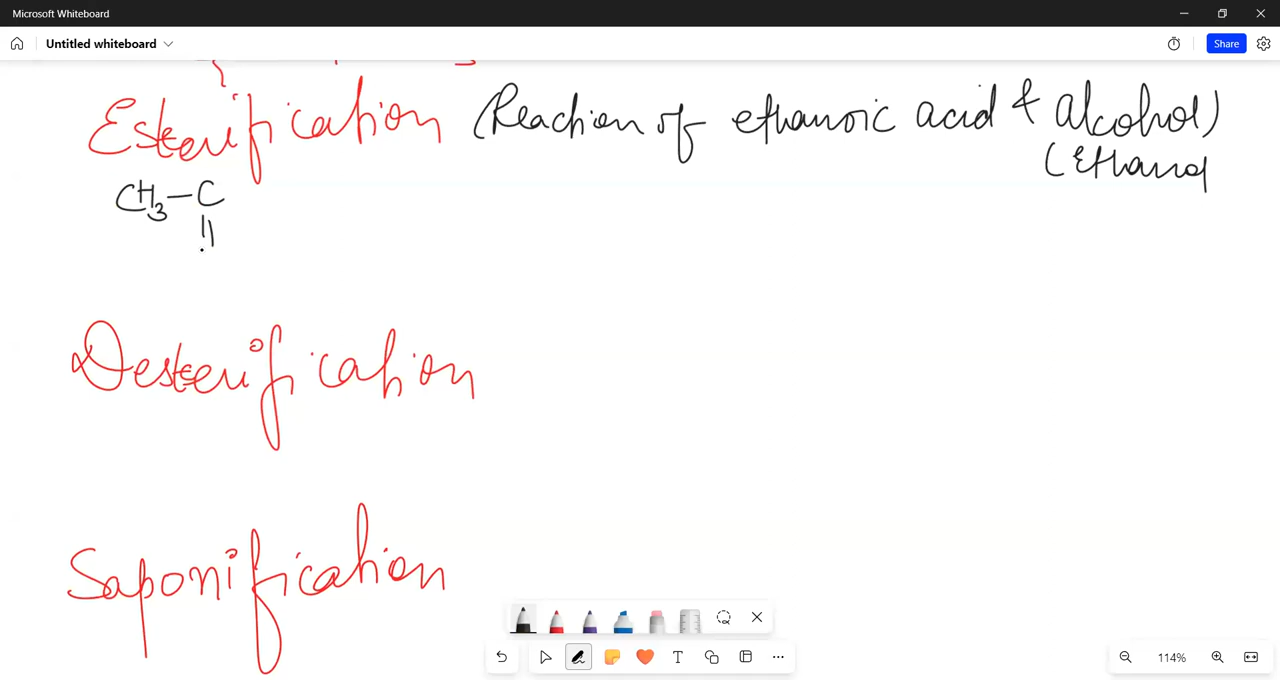 Microsoft Whiteboard
Untitled whiteboard
Share
Esterification (Reaction of ethanoic acid & alcohol)
(Ethanol
CH3-C
Desterification
Saponification
T
114%